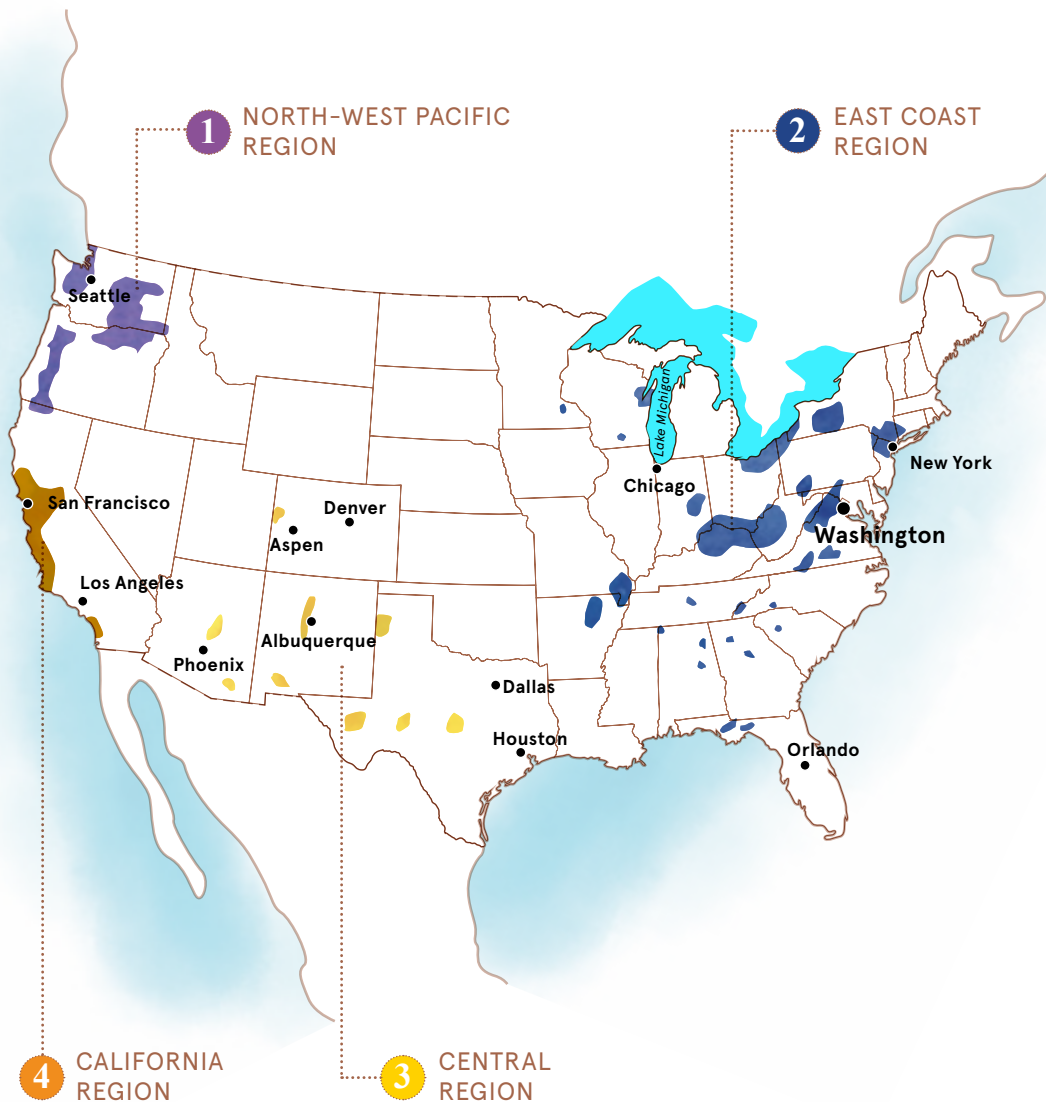 1
NORTH-WEST PACIFIC
REGION
2
EAST COAST
REGION
Seattle
Lake Michigan
New York
Chicago
San Francisco
Denver
Washington
Aspen
Los Angeles
Albuquerque
Phoenix
Dallas
Houston
Orlando
4
CALIFORNIA
REGION
3
CENTRAL
REGION